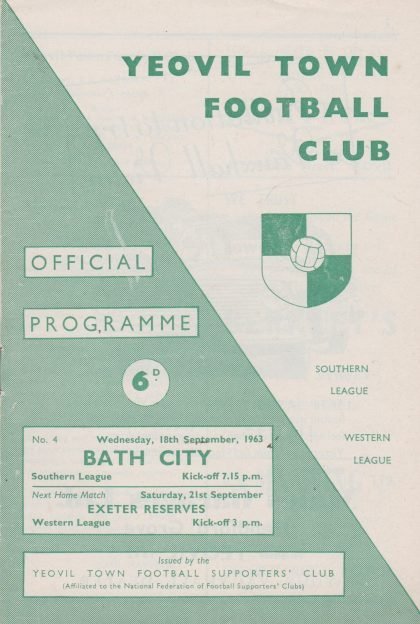 YEOVIL TOWN
FOOTBALL
CLUB
OFFICIAL
PROGRAMME
6D
SOUTHERN
LEAGUE
WESTERN
LEAGUE
No. 4 Wednesday, 18th September, 1963
BATH CITY
Southern League Kick-off 7.15 p.m.
Next Home Match Saturday, 21st September
EXETER RESERVES
Western League Kick-off 3 p.m.
Issued by the
YEOVIL TOWN FOOTBALL SUPPORTERS' CLUB
(Affiliated to the National Federation of Football Supporters' Clubs)